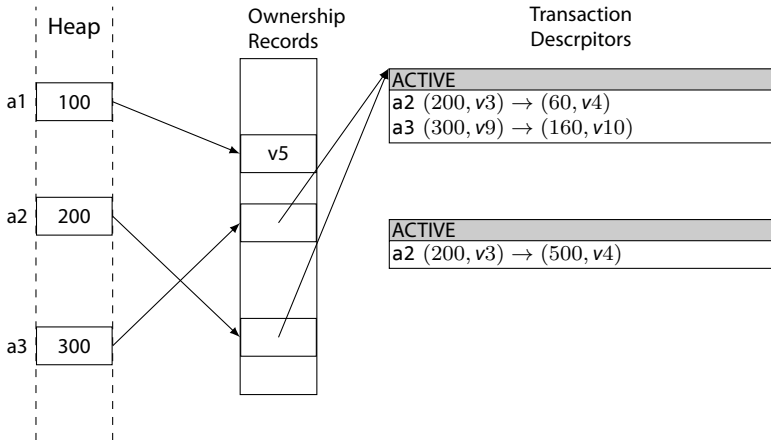 Heap
Ownership
Records
Transaction
Descrpitors
a1
100
v5
a2
200
a3
300
ACTIVE
a2 (200, v3) → (60, v4)
a3 (300, v9) → (160, v10)
ACTIVE
a2 (200, v3) → (500, v4)